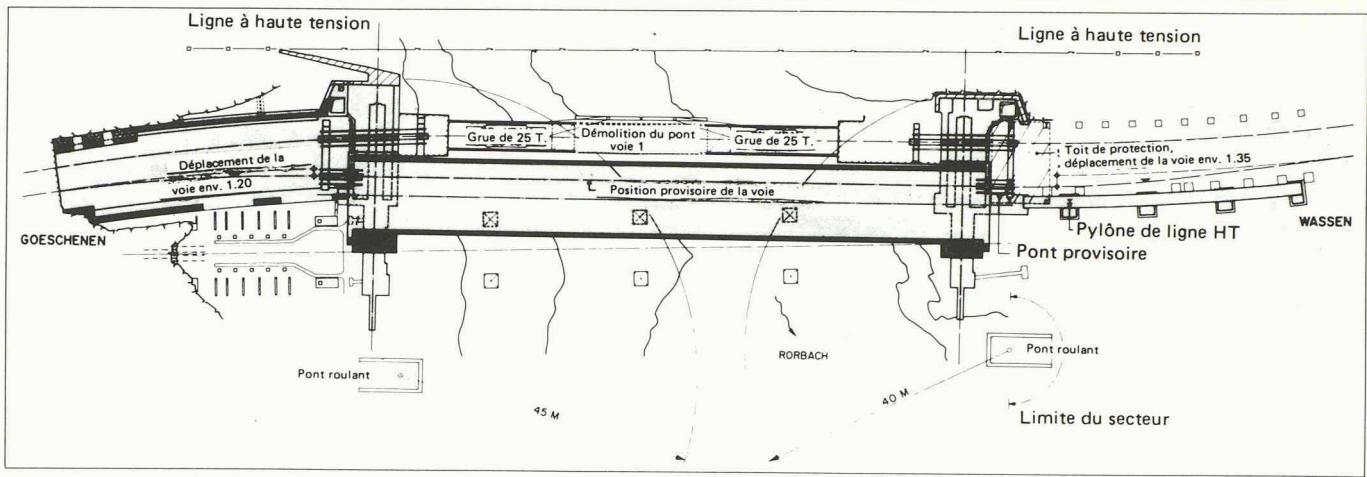 Ligne à haute tension
Ligne à haute tension
Grue de 25 T.
Démolition du pont
voie 1
Grue de 25 T.
Toit de protection,
déplacement de la voie env. 1.35
Déplacement de la
voie env. 1.20
Position provisoire de la voie
GOESCHENEN
WASSEN
Pylône de ligne HT
Pont provisoire
RORBACH
Pont roulant
Pont roulant
45 M
40 M
Limite du secteur